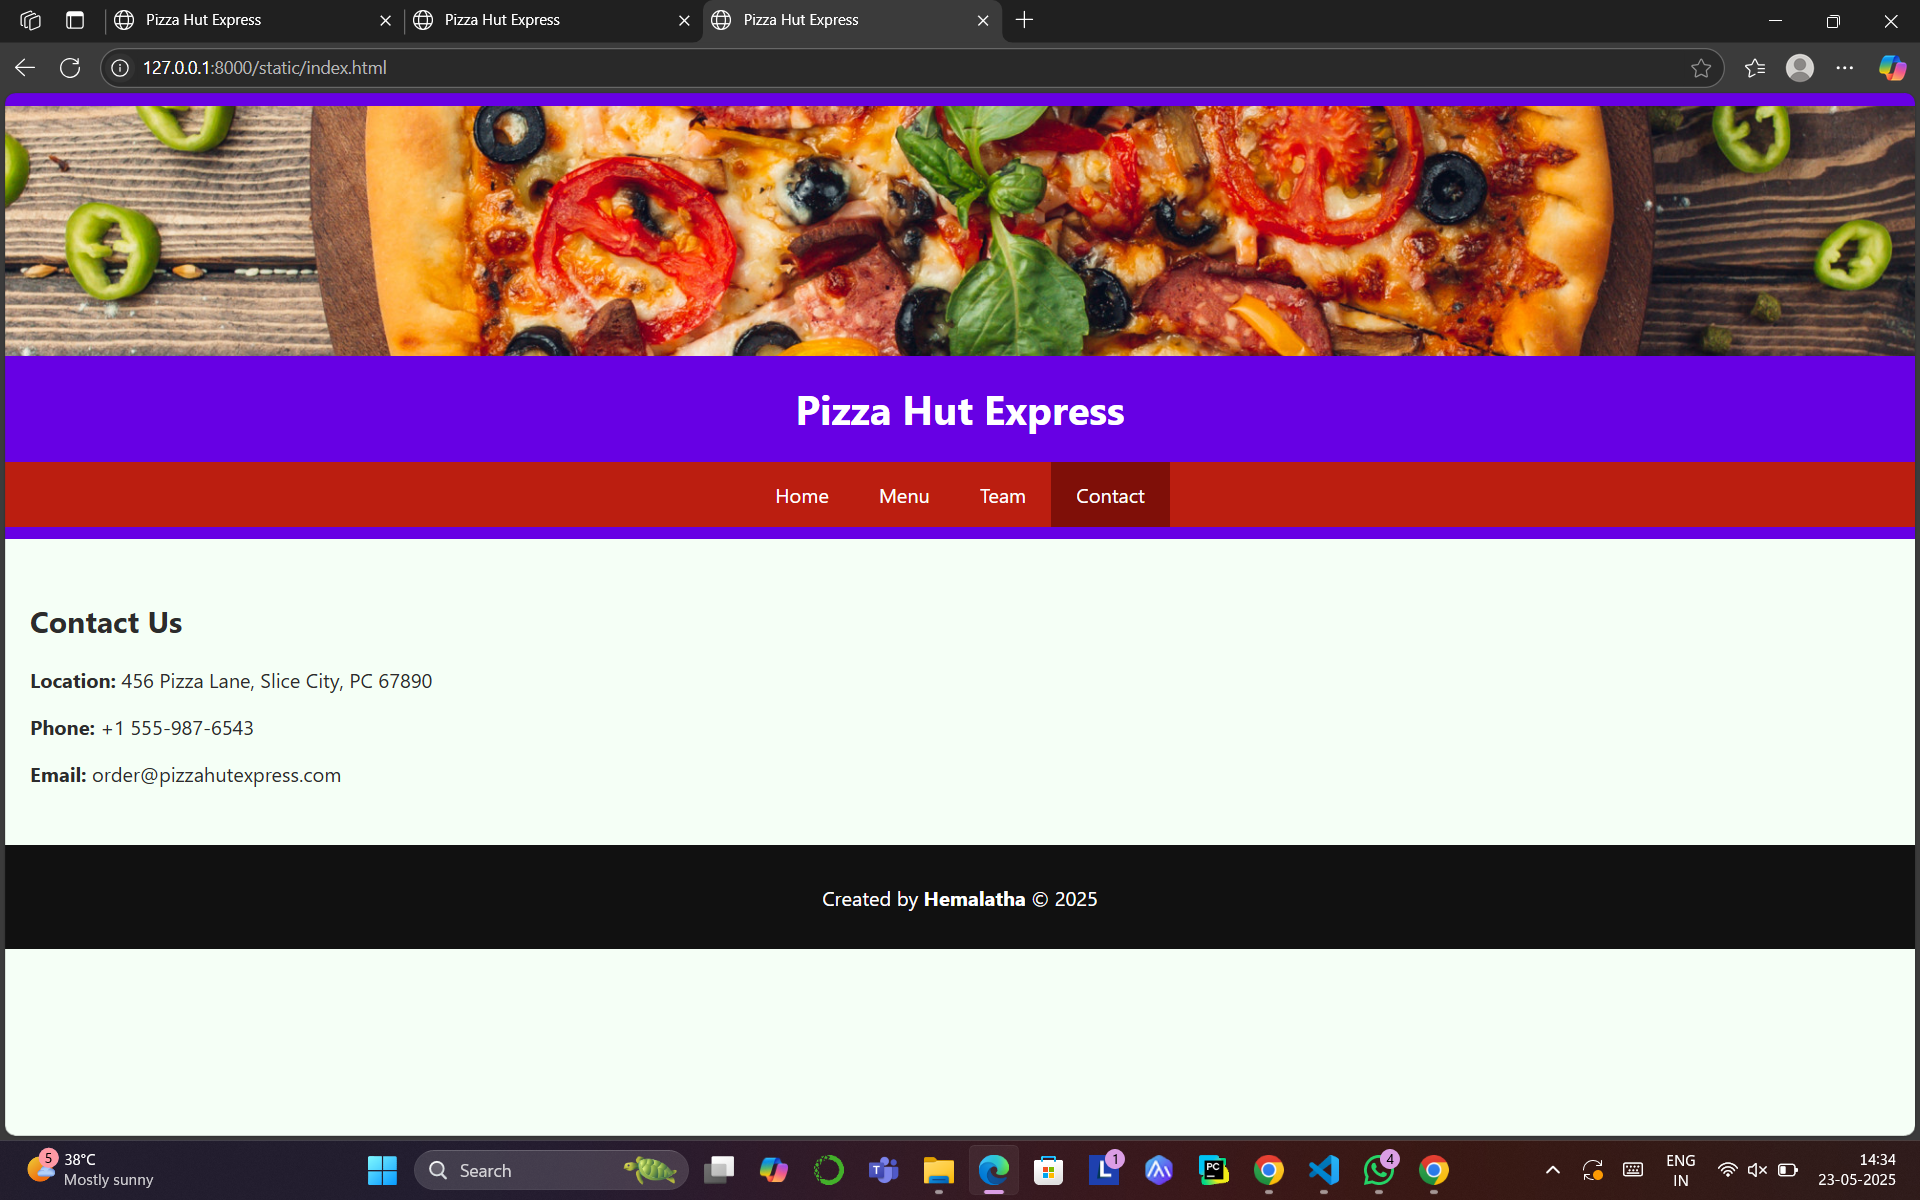 Pizza Hut Express
Pizza Hut Express
Pizza Hut Express
127.0.0.1:8000/static/index.html
Pizza Hut Express
Home Menu Team Contact
Contact Us
Location: 456 Pizza Lane, Slice City, PC 67890
Phone: +1 555-987-6543
Email: order@pizzahutexpress.com
Created by Hemalatha © 2025
5
38°C
Mostly sunny
Search
T
L
1
PC
4
ENG
IN
14:34
23-05-2025